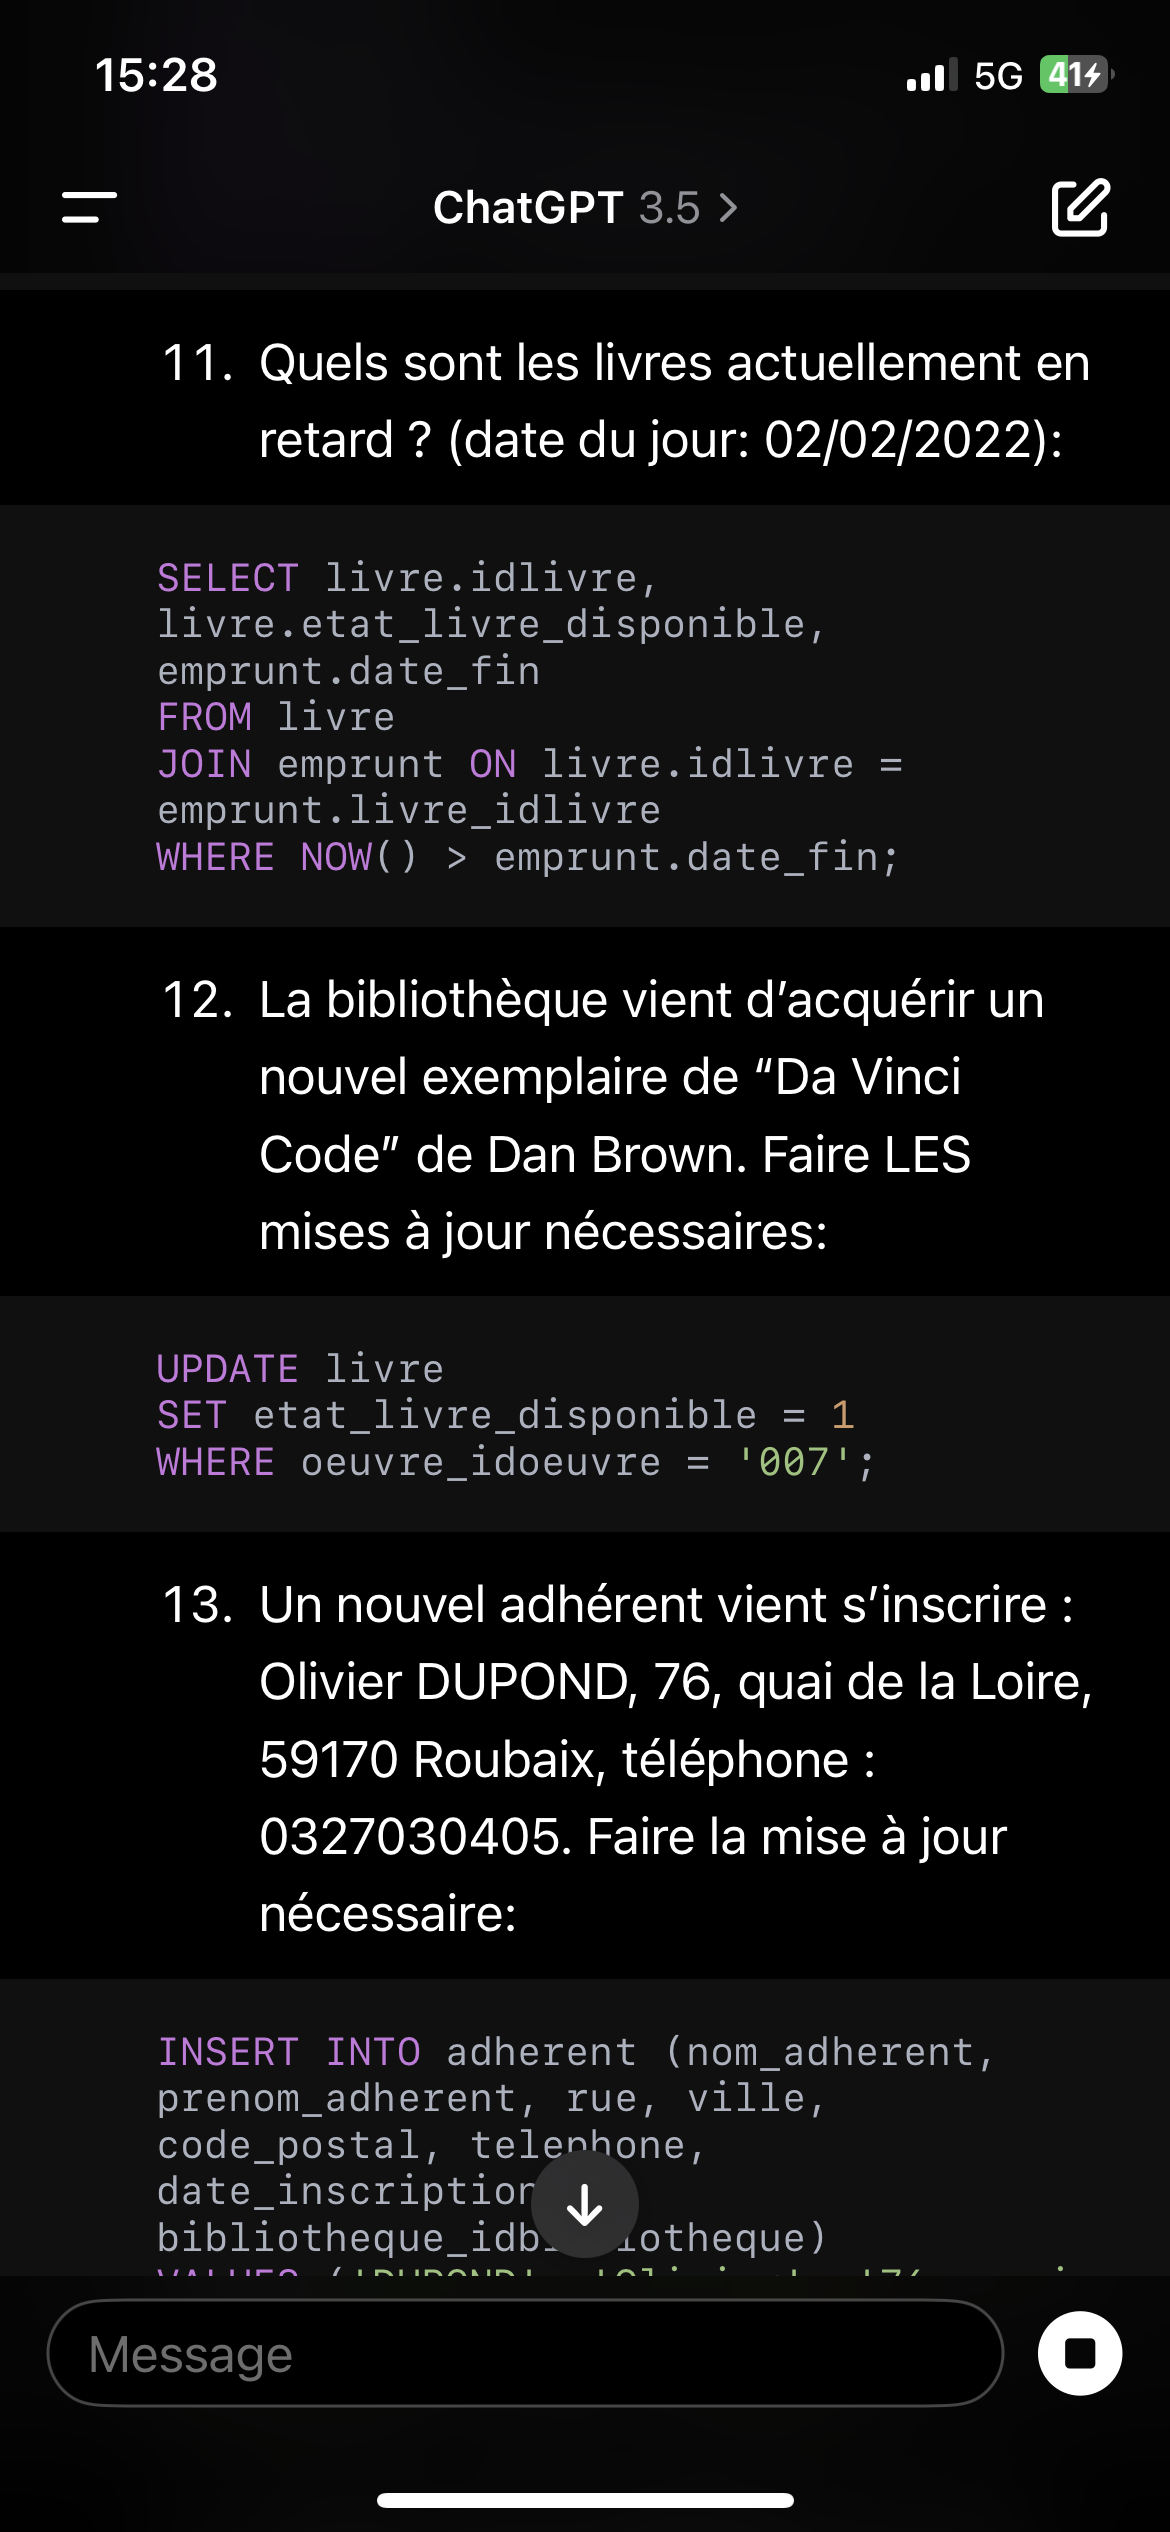 15:28
5G 41
ChatGPT 3.5
11. Quels sont les livres actuellement en
retard ? (date du jour: 02/02/2022):
SELECT livre.idlivre,
livre.etat_livre_disponible,
emprunt.date_fin
FROM livre
JOIN emprunt ON livre.idlivre =
emprunt.livre_idlivre
WHERE NOW() > emprunt.date_fin;
12. La bibliothèque vient d’acquérir un
nouvel exemplaire de “Da Vinci
Code” de Dan Brown. Faire LES
mises à jour nécessaires:
UPDATE livre
SET etat_livre_disponible = 1
WHERE oeuvre_idoeuvre = '007';
13. Un nouvel adhérent vient s’inscrire :
Olivier DUPOND, 76, quai de la Loire,
59170 Roubaix, téléphone :
0327030405. Faire la mise à jour
nécessaire:
INSERT INTO adherent (nom_adherent,
prenom_adherent, rue, ville,
code_postal, telephone,
date_inscription
bibliotheque_idbibliotheque)
VALUES ('DUPOND'
Message